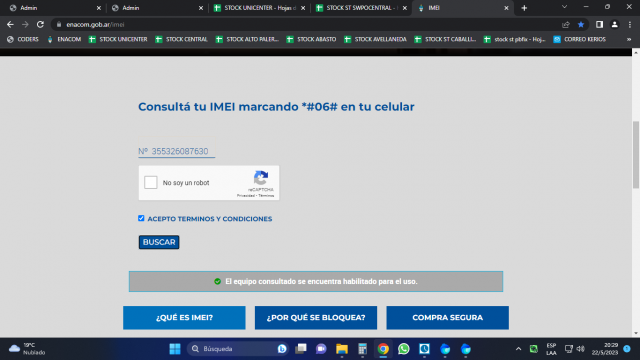 Admin
Admin
STOCK UNICENTER - Hojas d
STOCK ST SWPOCENTRAL -
IMEI
enacom.gob.ar/imei
CODERS
ENACOM
STOCK UNICENTER
STOCK CENTRAL
STOCK ALTO PALER...
STOCK ABASTO
STOCK AVELLANEDA
STOCK ST CABALLI...
stock st pbfix - Hoj...
CORREO KERIOS
Consultá tu IMEI marcando *#06# en tu celular
Nº 355326087630
No soy un robot
reCAPTCHA
Privacidad - Términos
ACEPTO TERMINOS Y CONDICIONES
BUSCAR
El equipo consultado se encuentra habilitado para el uso.
¿QUÉ ES IMEI?
¿POR QUÉ SE BLOQUEA?
COMPRA SEGURA
19°C
Nublado
Búsqueda
ESP
LAA
20:29
22/5/2023